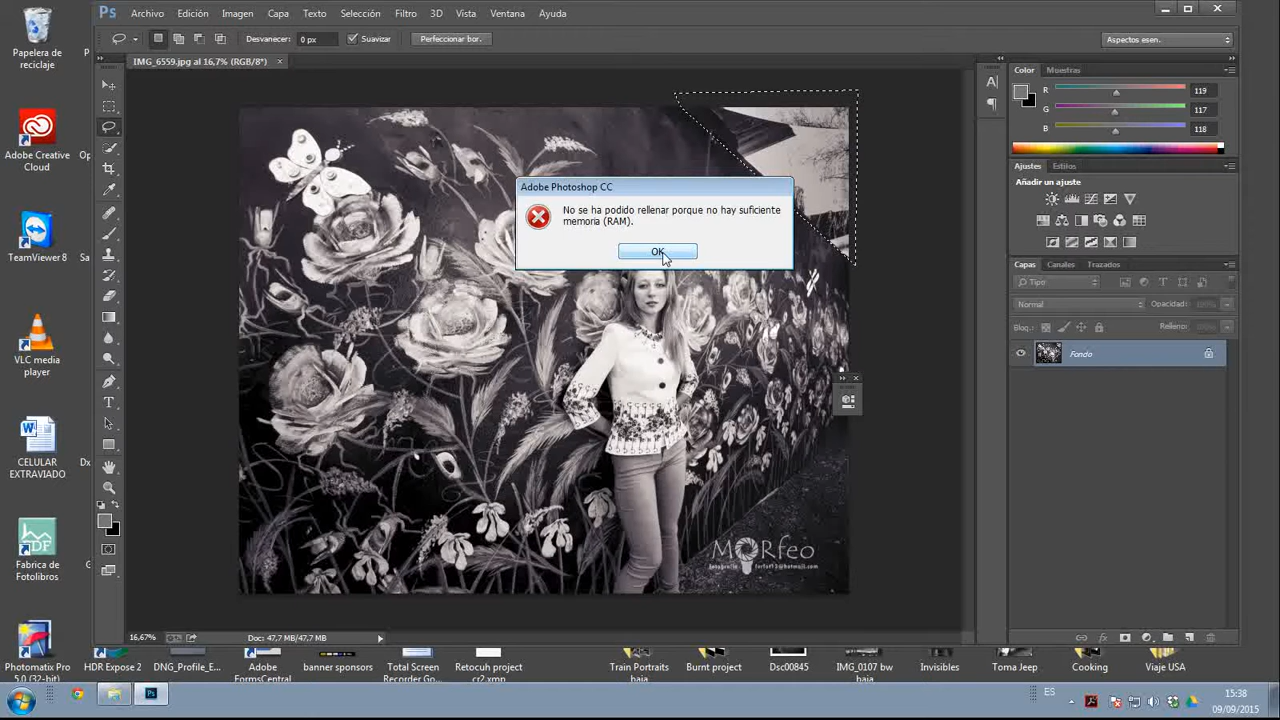 Papelera de
reciclaje
Adobe Creative
Cloud
TeamViewer 8
VLC media
player
CELULAR
EXTRAVIADO
Fabrica de
Fotolibros
Photomatix Pro
5.0 (32-bit)
Ps
Archivo Edición Imagen Capa Texto Selección Filtro 3D Vista Ventana Ayuda
Desvanecer: 0 px Suavizar Perfeccionar bor.
Aspectos esen.
IMG_6559.jpg al 16,7% (RGB/8*) ×
Adobe Photoshop CC
No se ha podido rellenar porque no hay suficiente
memoria (RAM).
OK
MORfeo
fotografia
Color Muestras
R 119
G 117
B 118
Ajustes Estilos
Añadir un ajuste
Capas Canales Trazados
Tipo
Normal Opacidad:
Bloq.: Relleno:
Fondo
16,67% Doc: 47,7 MB/47,7 MB
HDR Expose 2
DNG_Profile_E...
Adobe
FormsCentral
banner sponsors
Total Screen
Recorder Go...
Retocuh project
cr2.xmp
Train Portraits
baja
Burnt project
Dsc00845
IMG_0107 bw
baja
Invisibles
Toma Jeep
Cooking
Viaje USA
ES
15:38
09/09/2015